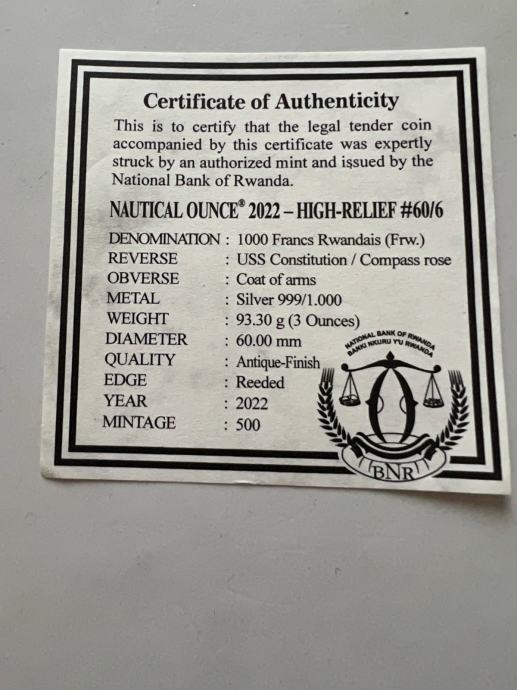 Certificate of Authenticity
This is to certify that the legal tender coin
accompanied by this certificate was expertly
struck by an authorized mint and issued by the
National Bank of Rwanda.
NAUTICAL OUNCE® 2022 – HIGH-RELIEF #60/6
DENOMINATION : 1000 Francs Rwandais (Frw.)
REVERSE : USS Constitution / Compass rose
OBVERSE : Coat of arms
METAL : Silver 999/1.000
WEIGHT : 93.30 g (3 Ounces)
DIAMETER : 60.00 mm
QUALITY : Antique-Finish
EDGE : Reeded
YEAR : 2022
MINTAGE : 500
NATIONAL BANK OF RWANDA
BANKI NKURU Y'U RWANDA
BNR